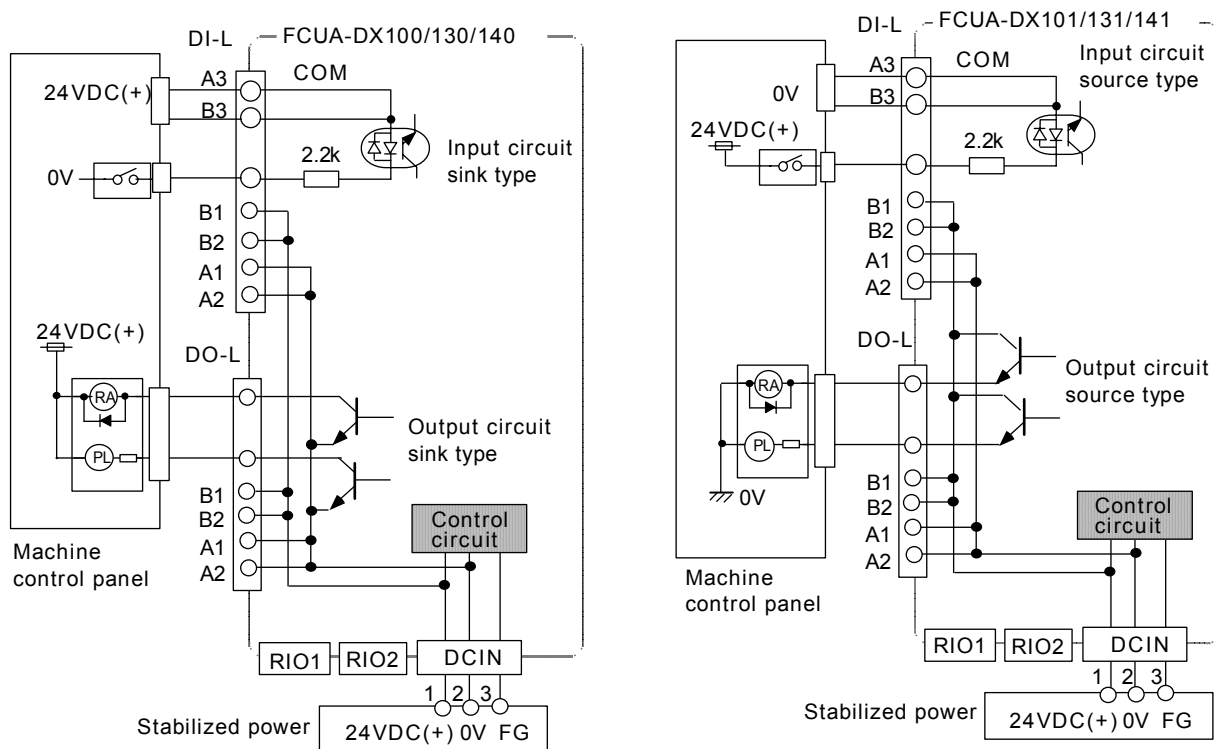 DI-L
FCUA-DX100/130/140
A3
COM
24VDC(+)
B3
2.2k
Input circuit
sink type
0V
B1
B2
A1
A2
24VDC(+)
DO-L
RA
Output circuit
sink type
PL
B1
B2
A1
A2
Control
circuit
Machine
control panel
RIO1
RIO2
DCIN
1
2
3
Stabilized power
24VDC(+)
0V
FG
DI-L
FCUA-DX101/131/141
A3
COM
Input circuit
source type
0V
B3
24VDC(+)
2.2k
B1
B2
A1
A2
DO-L
RA
Output circuit
source type
PL
B1
B2
0V
A1
A2
Control
circuit
Machine
control panel
RIO1
RIO2
DCIN
1
2
3
Stabilized power
24VDC(+)
0V
FG